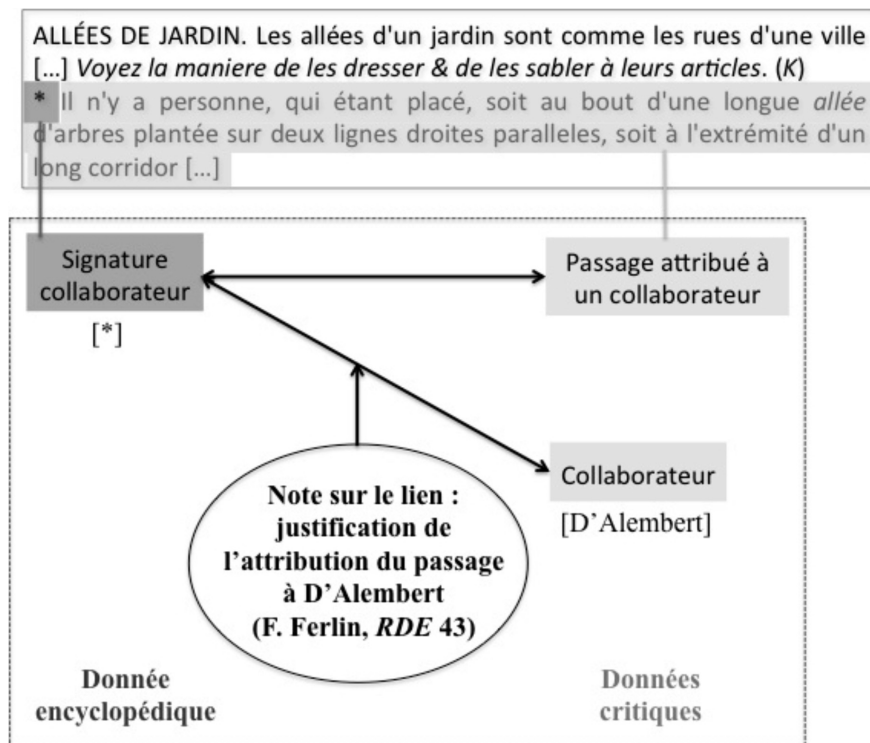 ALLÉES DE JARDIN. Les allées d'un jardin sont comme les rues d'une ville
[...] Voyez la maniere de les dresser & de les sabler à leurs articles. (K)
* Il n'y a personne, qui étant placé, soit au bout d'une longue allée
d'arbres plantée sur deux lignes droites paralleles, soit à l'extrémité d'un
long corridor [...]
Signature
collaborateur
[*]
Passage attribué à
un collaborateur
Collaborateur
[D'Alembert]
Note sur le lien :
justification de
l'attribution du passage
à D'Alembert
(F. Ferlin, RDE 43)
Donnée
encyclopédique
Données
critiques